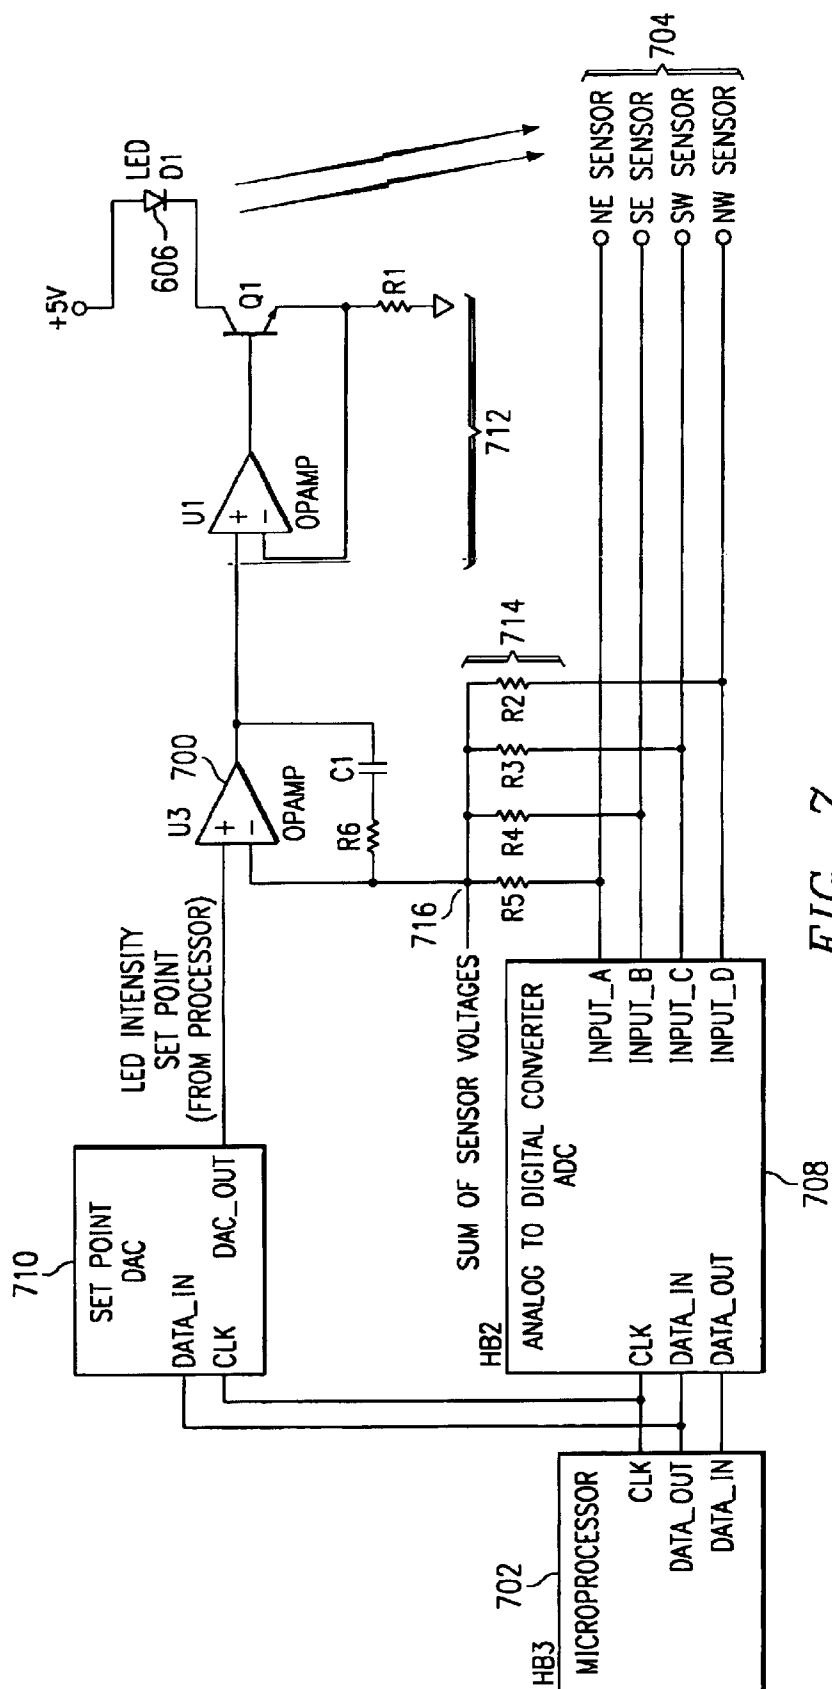 +5V
LED
D1
606
Q1
R1
U1
+
-
OPAMP
712
704
NE SENSOR
SE SENSOR
SW SENSOR
NW SENSOR
700
U3
+
-
OPAMP
C1
R6
714
R2
R3
R4
R5
716
SUM OF SENSOR VOLTAGES
LED INTENSITY
SET POINT
(FROM PROCESSOR)
710
SET POINT
DAC
DATA_IN
CLK
DAC_OUT
HB2
ANALOG TO DIGITAL CONVERTER
ADC
INPUT_A
INPUT_B
INPUT_C
INPUT_D
CLK
DATA_IN
DATA_OUT
708
702
HB3
MICROPROCESSOR
CLK
DATA_OUT
DATA_IN
FIG. 7